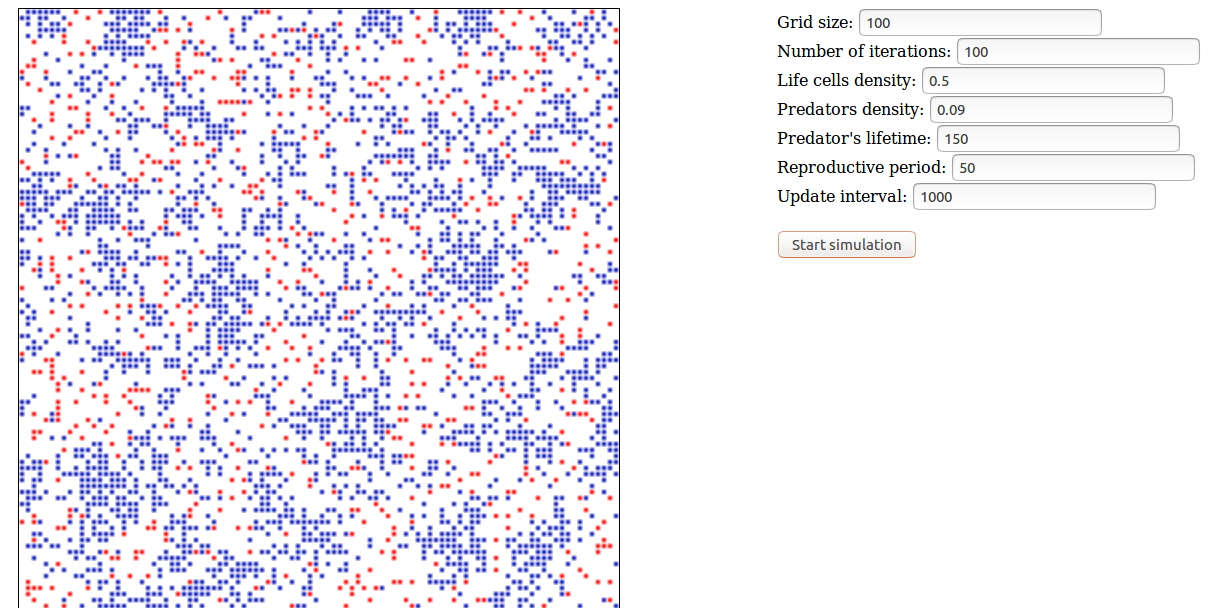 Grid size: 100
Number of iterations: 100
Life cells density: 0.5
Predators density: 0.09
Predator's lifetime: 150
Reproductive period: 50
Update interval: 1000
Start simulation